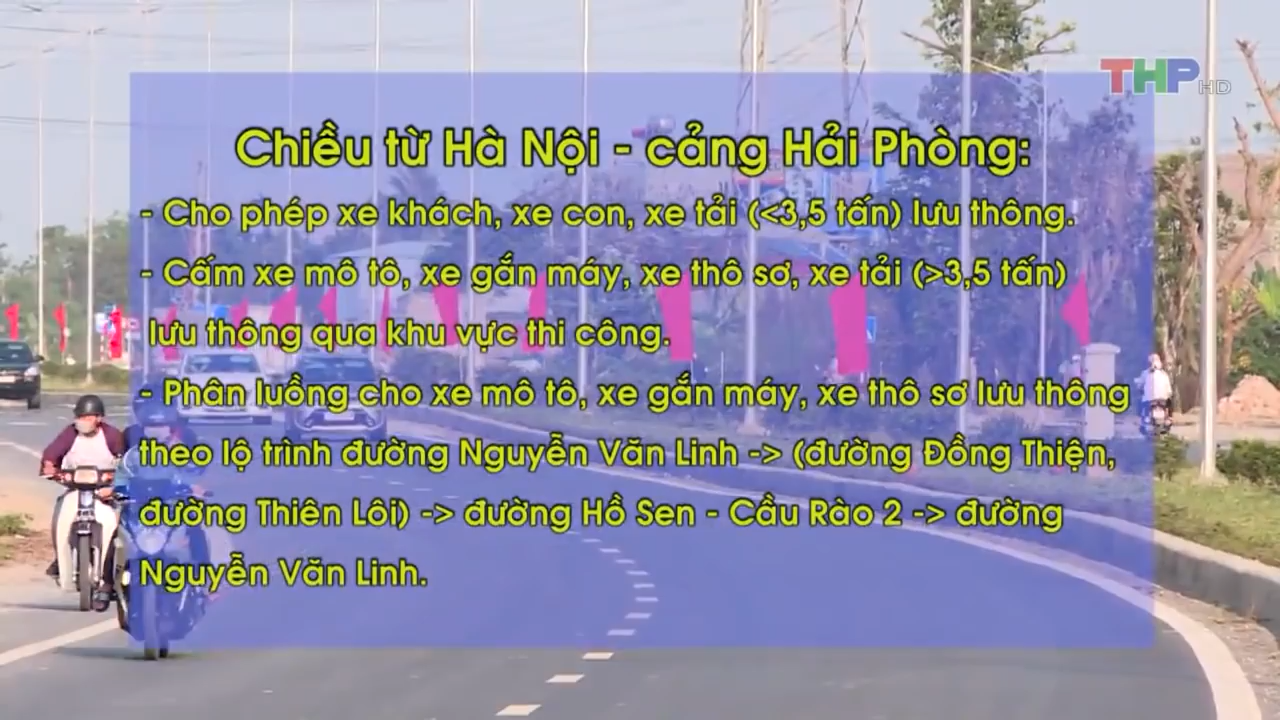 THP HD
Chiều từ Hà Nội - cảng Hải Phòng:
- Cho phép xe khách, xe con, xe tải (<3,5 tấn) lưu thông.
- Cấm xe mô tô, xe gắn máy, xe thô sơ, xe tải (>3,5 tấn)
lưu thông qua khu vực thi công.
- Phân luồng cho xe mô tô, xe gắn máy, xe thô sơ lưu thông
theo lộ trình đường Nguyễn Văn Linh -> (đường Đồng Thiện,
đường Thiên Lôi) -> đường Hồ Sen - Cầu Rào 2 -> đường
Nguyễn Văn Linh.